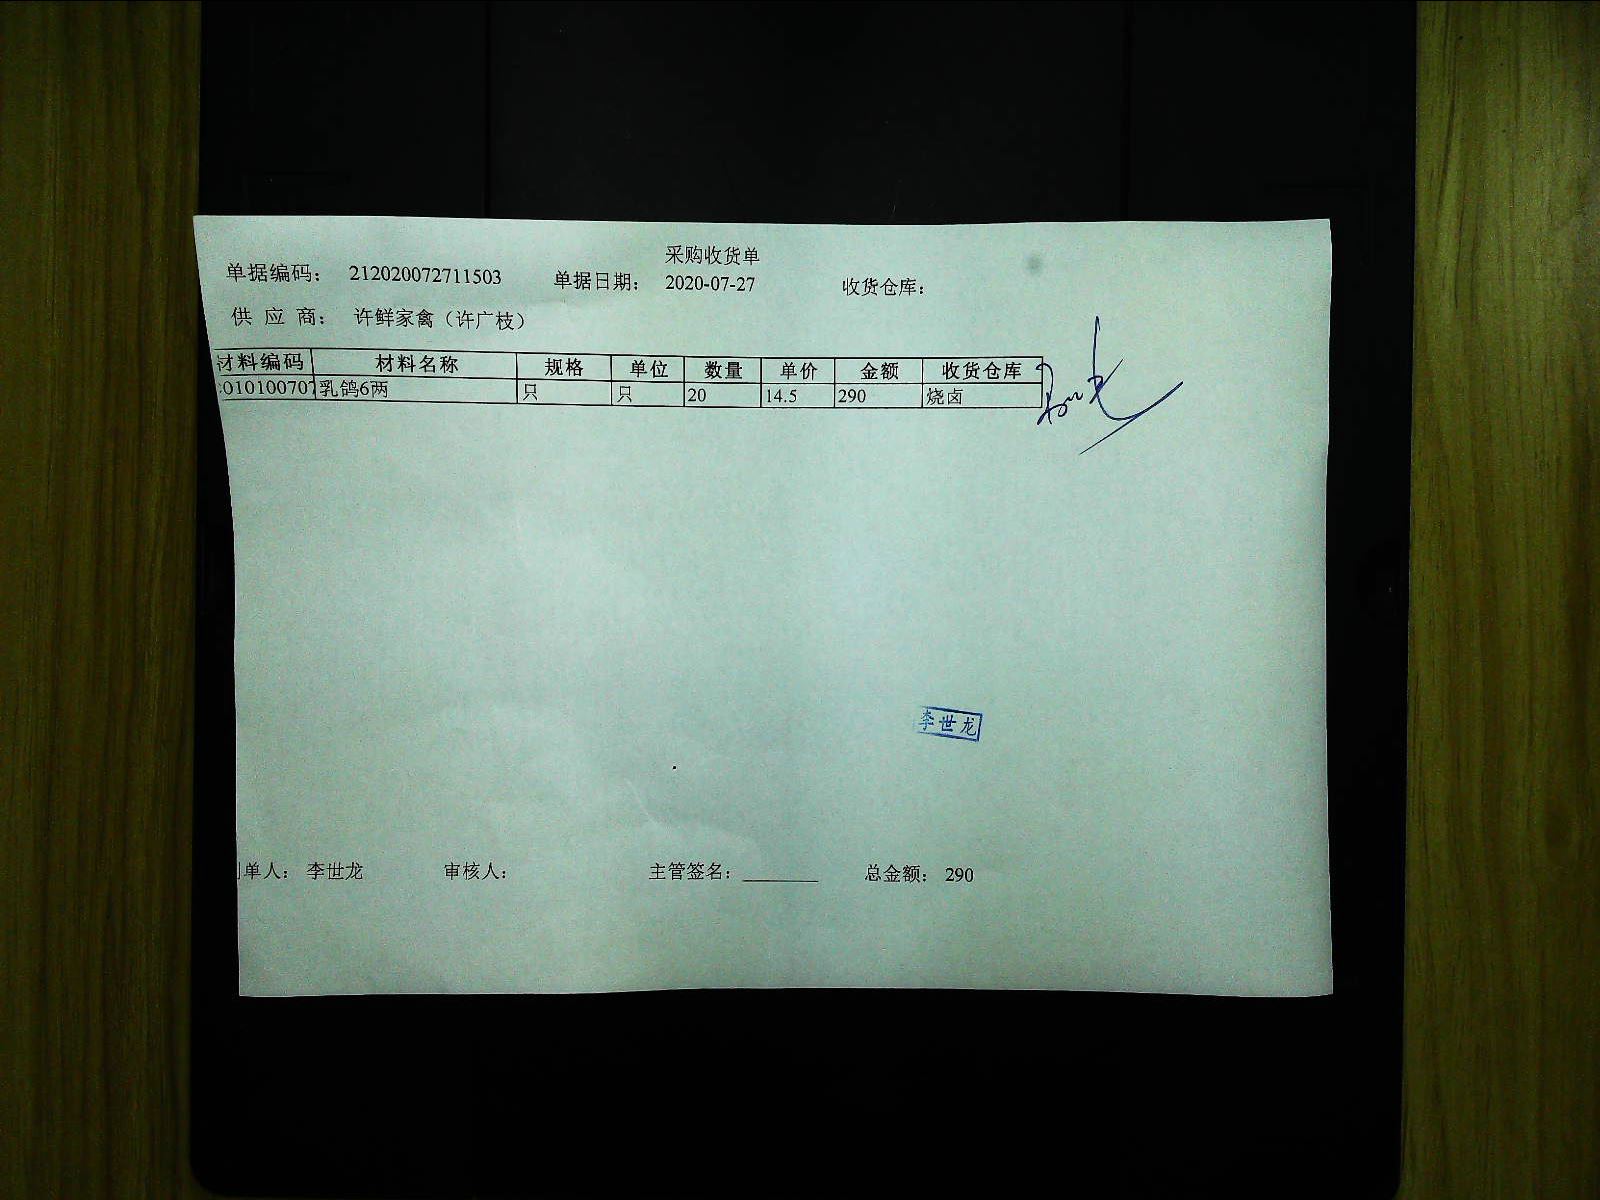 采购收货单
单据编码： 212020072711503 单据日期： 2020-07-27 收货仓库：
供 应 商： 许鲜家禽（许广枝）
材料编码 材料名称 规格 单位 数量 单价 金额 收货仓库
010100707 乳鸽6两 只 只 20 14.5 290 烧卤
李世龙
单人： 李世龙 审核人： 主管签名： 总金额： 290